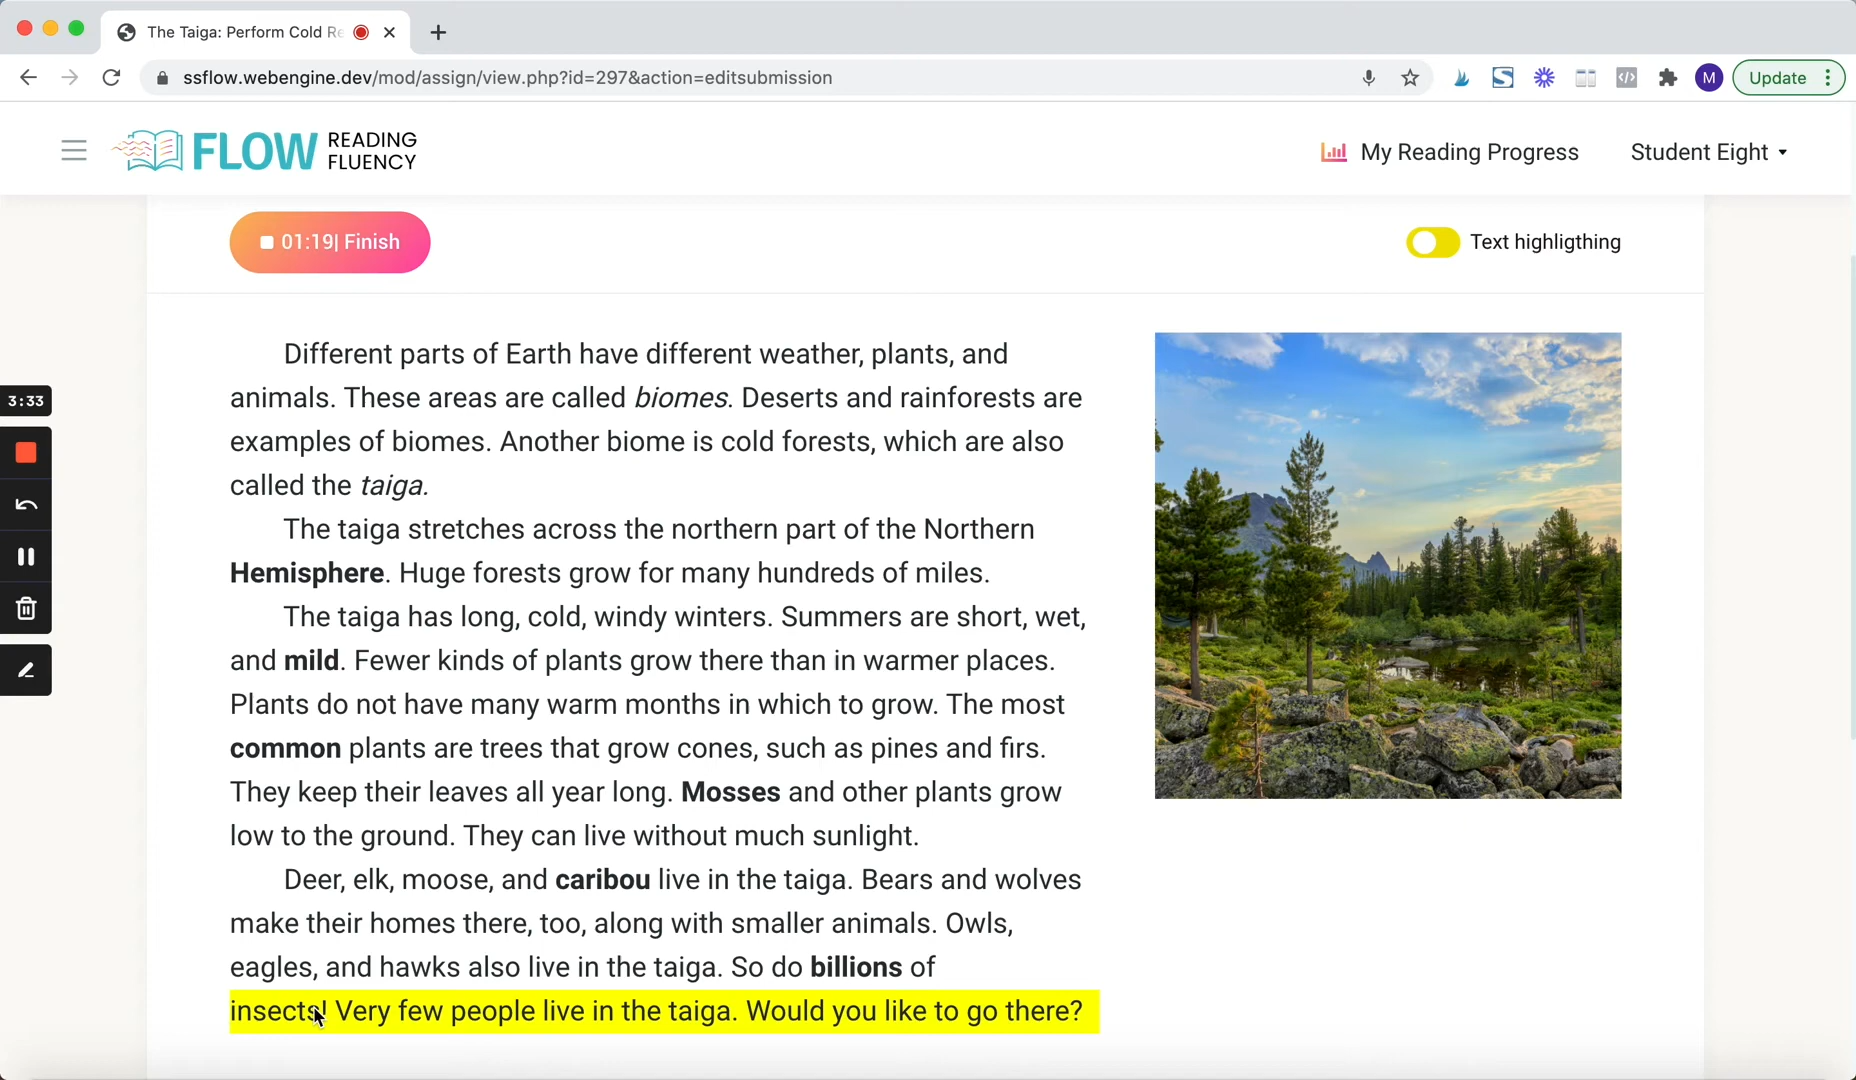 The Taiga: Perform Cold Re
ssflow.webengine.dev/mod/assign/view.php?id=297&action=editsubmission
S
M
Update
FLOW READING FLUENCY
My Reading Progress
Student Eight
01:19| Finish
Text highligthing
3:33
Different parts of Earth have different weather, plants, and
animals. These areas are called biomes. Deserts and rainforests are
examples of biomes. Another biome is cold forests, which are also
called the taiga.
The taiga stretches across the northern part of the Northern
Hemisphere. Huge forests grow for many hundreds of miles.
The taiga has long, cold, windy winters. Summers are short, wet,
and mild. Fewer kinds of plants grow there than in warmer places.
Plants do not have many warm months in which to grow. The most
common plants are trees that grow cones, such as pines and firs.
They keep their leaves all year long. Mosses and other plants grow
low to the ground. They can live without much sunlight.
Deer, elk, moose, and caribou live in the taiga. Bears and wolves
make their homes there, too, along with smaller animals. Owls,
eagles, and hawks also live in the taiga. So do billions of
insects! Very few people live in the taiga. Would you like to go there?